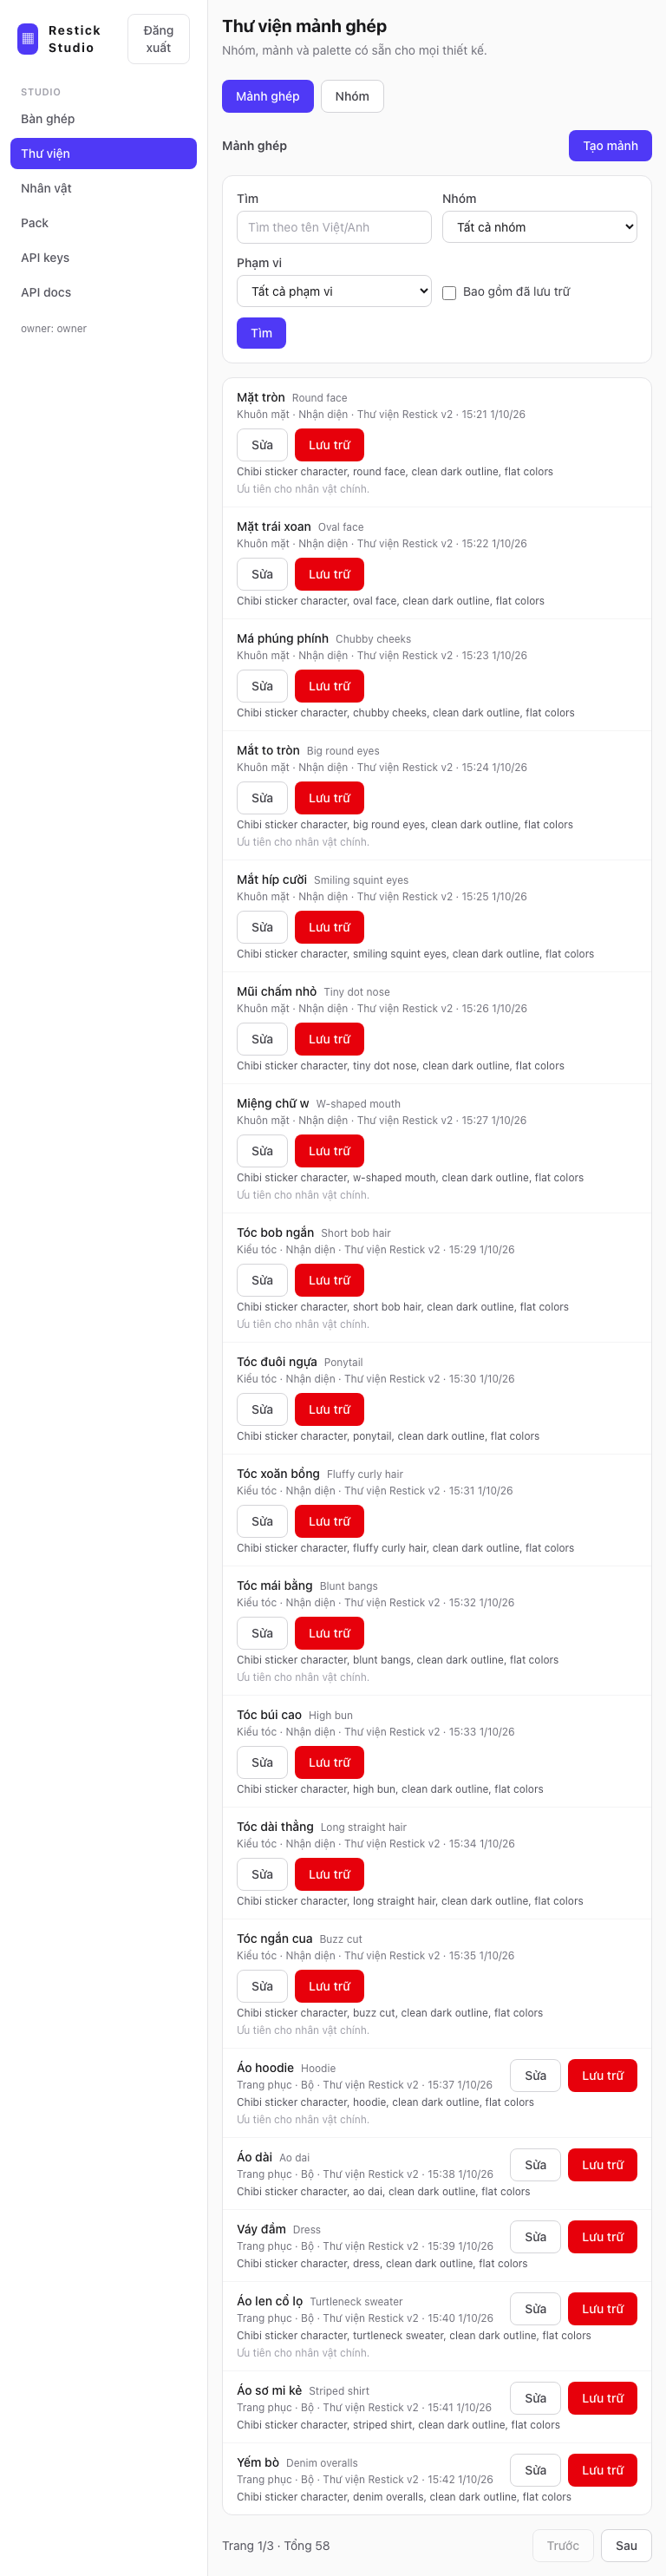 Restick Studio
Đăng xuất
STUDIO
Bàn ghép
Thư viện
Nhân vật
Pack
API keys
API docs
owner: owner
Thư viện mảnh ghép
Nhóm, mảnh và palette có sẵn cho mọi thiết kế.
Mảnh ghép Nhóm
Mảnh ghép Tạo mảnh
Tìm Nhóm
Tìm theo tên Việt/Anh Tất cả nhóm
Phạm vi
Tất cả phạm vi Bao gồm đã lưu trữ
Tìm
Mặt tròn Round face
Khuôn mặt · Nhận diện · Thư viện Restick v2 · 15:21 1/10/26
Sửa Lưu trữ
Chibi sticker character, round face, clean dark outline, flat colors
Ưu tiên cho nhân vật chính.
Mặt trái xoan Oval face
Khuôn mặt · Nhận diện · Thư viện Restick v2 · 15:22 1/10/26
Sửa Lưu trữ
Chibi sticker character, oval face, clean dark outline, flat colors
Má phúng phính Chubby cheeks
Khuôn mặt · Nhận diện · Thư viện Restick v2 · 15:23 1/10/26
Sửa Lưu trữ
Chibi sticker character, chubby cheeks, clean dark outline, flat colors
Mắt to tròn Big round eyes
Khuôn mặt · Nhận diện · Thư viện Restick v2 · 15:24 1/10/26
Sửa Lưu trữ
Chibi sticker character, big round eyes, clean dark outline, flat colors
Ưu tiên cho nhân vật chính.
Mắt híp cười Smiling squint eyes
Khuôn mặt · Nhận diện · Thư viện Restick v2 · 15:25 1/10/26
Sửa Lưu trữ
Chibi sticker character, smiling squint eyes, clean dark outline, flat colors
Mũi chấm nhỏ Tiny dot nose
Khuôn mặt · Nhận diện · Thư viện Restick v2 · 15:26 1/10/26
Sửa Lưu trữ
Chibi sticker character, tiny dot nose, clean dark outline, flat colors
Miệng chữ w W-shaped mouth
Khuôn mặt · Nhận diện · Thư viện Restick v2 · 15:27 1/10/26
Sửa Lưu trữ
Chibi sticker character, w-shaped mouth, clean dark outline, flat colors
Ưu tiên cho nhân vật chính.
Tóc bob ngắn Short bob hair
Kiểu tóc · Nhận diện · Thư viện Restick v2 · 15:29 1/10/26
Sửa Lưu trữ
Chibi sticker character, short bob hair, clean dark outline, flat colors
Ưu tiên cho nhân vật chính.
Tóc đuôi ngựa Ponytail
Kiểu tóc · Nhận diện · Thư viện Restick v2 · 15:30 1/10/26
Sửa Lưu trữ
Chibi sticker character, ponytail, clean dark outline, flat colors
Tóc xoăn bồng Fluffy curly hair
Kiểu tóc · Nhận diện · Thư viện Restick v2 · 15:31 1/10/26
Sửa Lưu trữ
Chibi sticker character, fluffy curly hair, clean dark outline, flat colors
Tóc mái bằng Blunt bangs
Kiểu tóc · Nhận diện · Thư viện Restick v2 · 15:32 1/10/26
Sửa Lưu trữ
Chibi sticker character, blunt bangs, clean dark outline, flat colors
Ưu tiên cho nhân vật chính.
Tóc búi cao High bun
Kiểu tóc · Nhận diện · Thư viện Restick v2 · 15:33 1/10/26
Sửa Lưu trữ
Chibi sticker character, high bun, clean dark outline, flat colors
Tóc dài thẳng Long straight hair
Kiểu tóc · Nhận diện · Thư viện Restick v2 · 15:34 1/10/26
Sửa Lưu trữ
Chibi sticker character, long straight hair, clean dark outline, flat colors
Tóc ngắn cua Buzz cut
Kiểu tóc · Nhận diện · Thư viện Restick v2 · 15:35 1/10/26
Sửa Lưu trữ
Chibi sticker character, buzz cut, clean dark outline, flat colors
Ưu tiên cho nhân vật chính.
Áo hoodie Hoodie Sửa Lưu trữ
Trang phục · Bộ · Thư viện Restick v2 · 15:37 1/10/26
Chibi sticker character, hoodie, clean dark outline, flat colors
Ưu tiên cho nhân vật chính.
Áo dài Ao dai Sửa Lưu trữ
Trang phục · Bộ · Thư viện Restick v2 · 15:38 1/10/26
Chibi sticker character, ao dai, clean dark outline, flat colors
Váy đầm Dress Sửa Lưu trữ
Trang phục · Bộ · Thư viện Restick v2 · 15:39 1/10/26
Chibi sticker character, dress, clean dark outline, flat colors
Áo len cổ lọ Turtleneck sweater Sửa Lưu trữ
Trang phục · Bộ · Thư viện Restick v2 · 15:40 1/10/26
Chibi sticker character, turtleneck sweater, clean dark outline, flat colors
Ưu tiên cho nhân vật chính.
Áo sơ mi kẻ Striped shirt Sửa Lưu trữ
Trang phục · Bộ · Thư viện Restick v2 · 15:41 1/10/26
Chibi sticker character, striped shirt, clean dark outline, flat colors
Yếm bò Denim overalls Sửa Lưu trữ
Trang phục · Bộ · Thư viện Restick v2 · 15:42 1/10/26
Chibi sticker character, denim overalls, clean dark outline, flat colors
Trang 1/3 · Tổng 58 Trước Sau